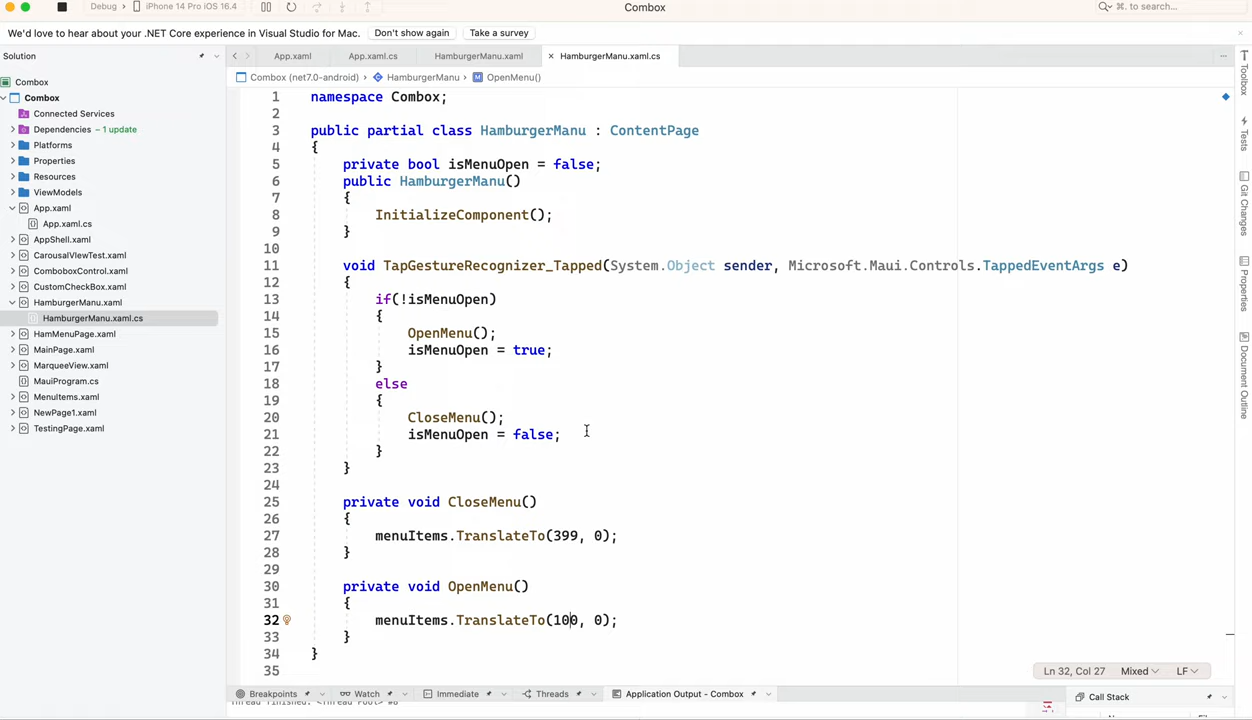 Combox
Debug > iPhone 14 Pro iOS 16.4
⌘. to search...
We'd love to hear about your .NET Core experience in Visual Studio for Mac. Don't show again Take a survey
Solution
App.xaml App.xaml.cs HamburgerManu.xaml × HamburgerManu.xaml.cs
Combox (net7.0-android) > HamburgerManu > M OpenMenu()
Combox
Combox
Connected Services
Dependencies – 1 update
Platforms
Properties
Resources
ViewModels
App.xaml
App.xaml.cs
AppShell.xaml
CarousalVIewTest.xaml
ComboboxControl.xaml
CustomCheckBox.xaml
HamburgerManu.xaml
HamburgerManu.xaml.cs
HamMenuPage.xaml
MainPage.xaml
MarqueeView.xaml
MauiProgram.cs
MenuItems.xaml
NewPage1.xaml
TestingPage.xaml
1 namespace Combox;
2
3 public partial class HamburgerManu : ContentPage
4 {
5 private bool isMenuOpen = false;
6 public HamburgerManu()
7 {
8 InitializeComponent();
9 }
10
11 void TapGestureRecognizer_Tapped(System.Object sender, Microsoft.Maui.Controls.TappedEventArgs e)
12 {
13 if(!isMenuOpen)
14 {
15 OpenMenu();
16 isMenuOpen = true;
17 }
18 else
19 {
20 CloseMenu();
21 isMenuOpen = false;
22 }
23 }
24
25 private void CloseMenu()
26 {
27 menuItems.TranslateTo(399, 0);
28 }
29
30 private void OpenMenu()
31 {
32 menuItems.TranslateTo(100, 0);
33 }
34 }
35
Toolbox
Tests
Git Changes
Properties
Document Outline
Ln 32, Col 27 Mixed LF
Breakpoints Watch Immediate Threads Application Output - Combox
Call Stack